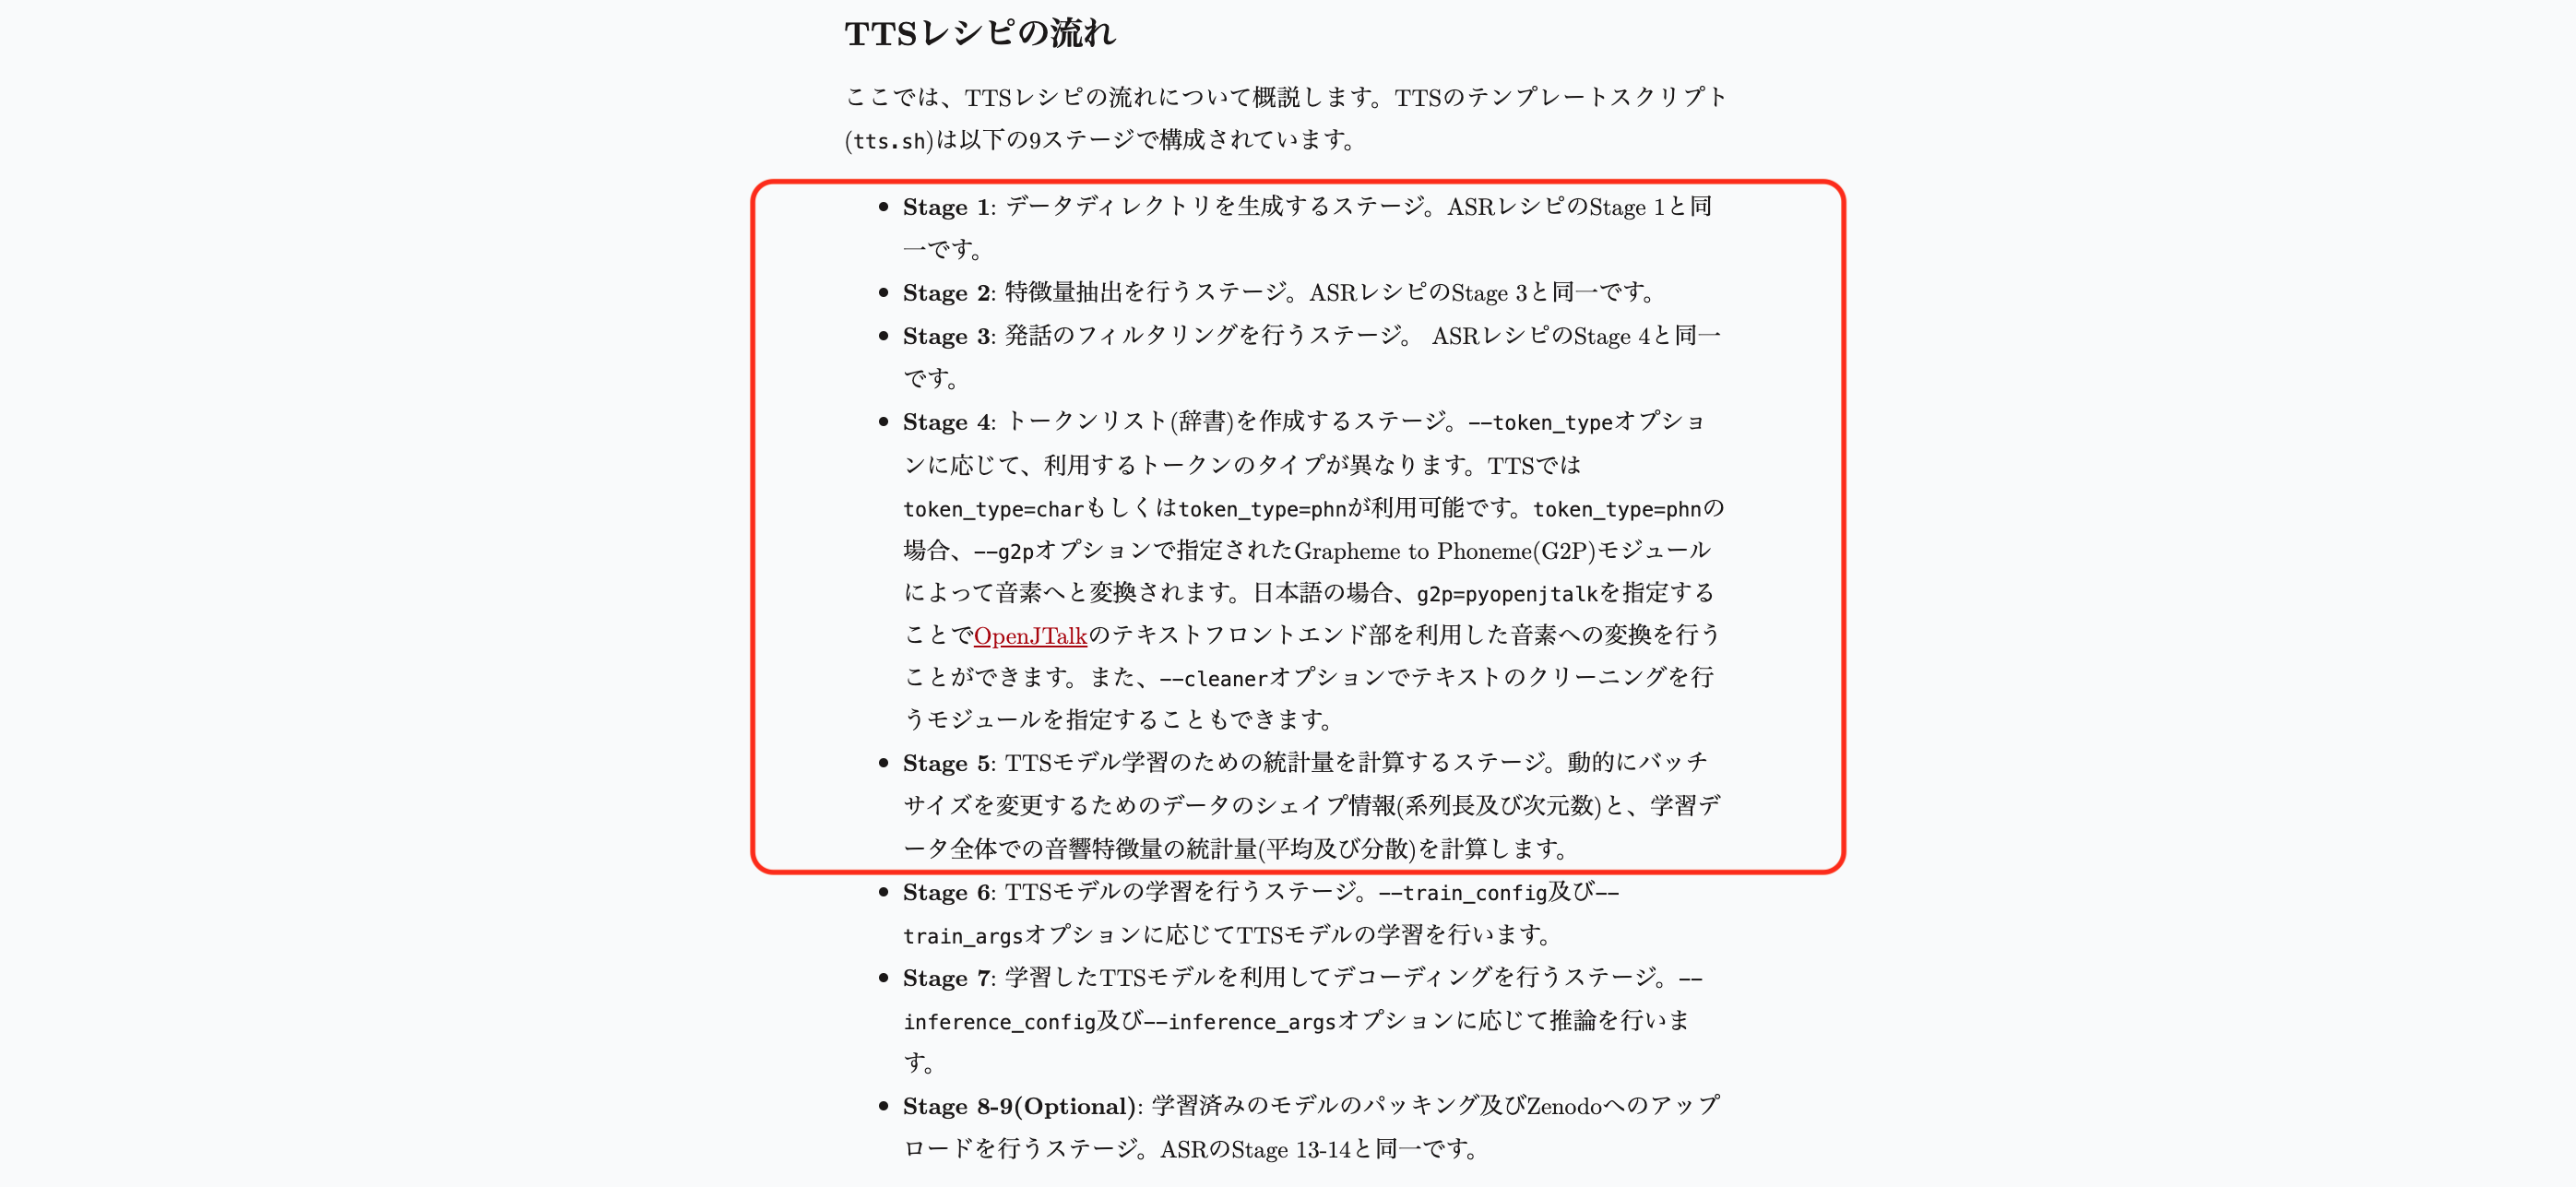 TTSレシピの流れ
ここでは、TTSレシピの流れについて概説します。TTSのテンプレートスクリプト
(tts.sh)は以下の9ステージで構成されています。
• Stage 1: データディレクトリを生成するステージ。ASRレシピのStage 1と同
一です。
• Stage 2: 特徴量抽出を行うステージ。ASRレシピのStage 3と同一です。
• Stage 3: 発話のフィルタリングを行うステージ。 ASRレシピのStage 4と同一
です。
• Stage 4: トークンリスト(辞書)を作成するステージ。--token_typeオプショ
ンに応じて、利用するトークンのタイプが異なります。TTSでは
token_type=charもしくはtoken_type=phnが利用可能です。token_type=phnの
場合、--g2pオプションで指定されたGrapheme to Phoneme(G2P)モジュール
によって音素へと変換されます。日本語の場合、g2p=pyopenjtalkを指定する
ことでOpenJTalkのテキストフロントエンド部を利用した音素への変換を行う
ことができます。また、--cleanerオプションでテキストのクリーニングを行
うモジュールを指定することもできます。
• Stage 5: TTSモデル学習のための統計量を計算するステージ。動的にバッチ
サイズを変更するためのデータのシェイプ情報(系列長及び次元数)と、学習デ
ータ全体での音響特徴量の統計量(平均及び分散)を計算します。
• Stage 6: TTSモデルの学習を行うステージ。--train_config及び--
train_argsオプションに応じてTTSモデルの学習を行います。
• Stage 7: 学習したTTSモデルを利用してデコーディングを行うステージ。--
inference_config及び--inference_argsオプションに応じて推論を行いま
す。
• Stage 8-9(Optional): 学習済みのモデルのパッキング及びZenodoへのアップ
ロードを行うステージ。ASRのStage 13-14と同一です。